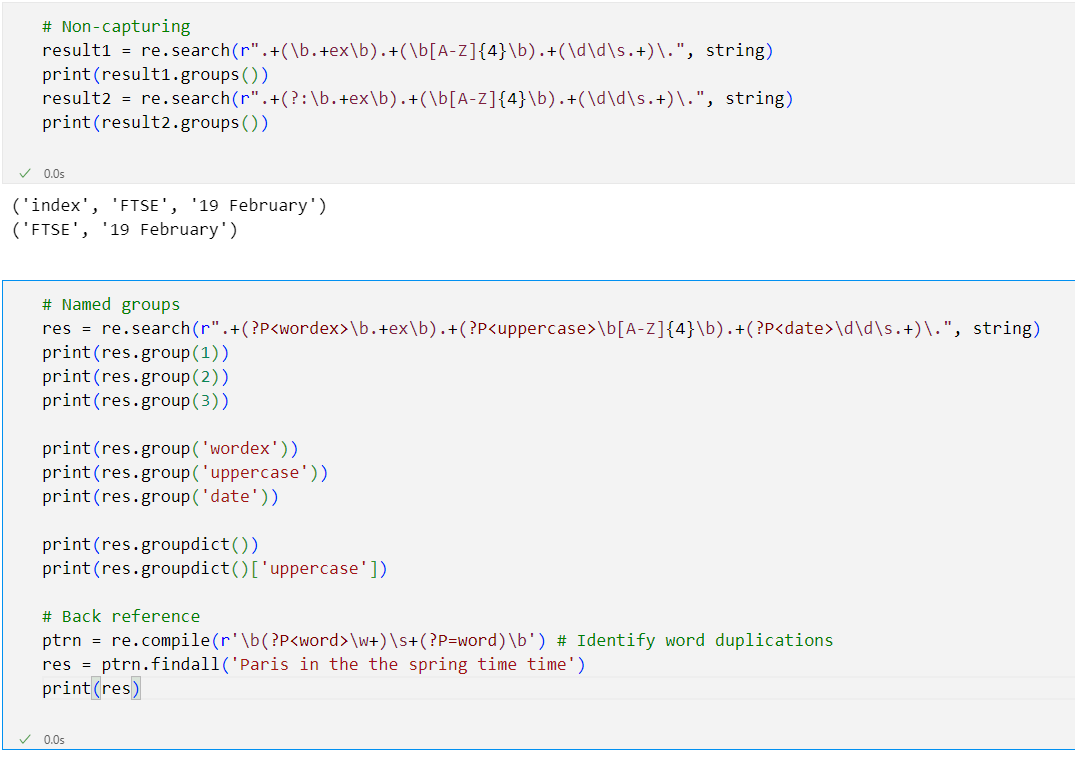 # Non-capturing
result1 = re.search(r".+(\b.+ex\b).+(\b[A-Z]{4}\b).+(\d\d\s.+)\.", string)
print(result1.groups())
result2 = re.search(r".+(?:\b.+ex\b).+(\b[A-Z]{4}\b).+(\d\d\s.+)\.", string)
print(result2.groups())
✓ 0.0s
('index', 'FTSE', '19 February')
('FTSE', '19 February')
# Named groups
res = re.search(r".+(?P<wordex>\b.+ex\b).+(?P<uppercase>\b[A-Z]{4}\b).+(?P<date>\d\d\s.+)\.", string)
print(res.group(1))
print(res.group(2))
print(res.group(3))
print(res.group('wordex'))
print(res.group('uppercase'))
print(res.group('date'))
print(res.groupdict())
print(res.groupdict()['uppercase'])
# Back reference
ptrn = re.compile(r'\b(?P<word>\w+)\s+(?P=word)\b') # Identify word duplications
res = ptrn.findall('Paris in the the spring time time')
print(res)
✓ 0.0s